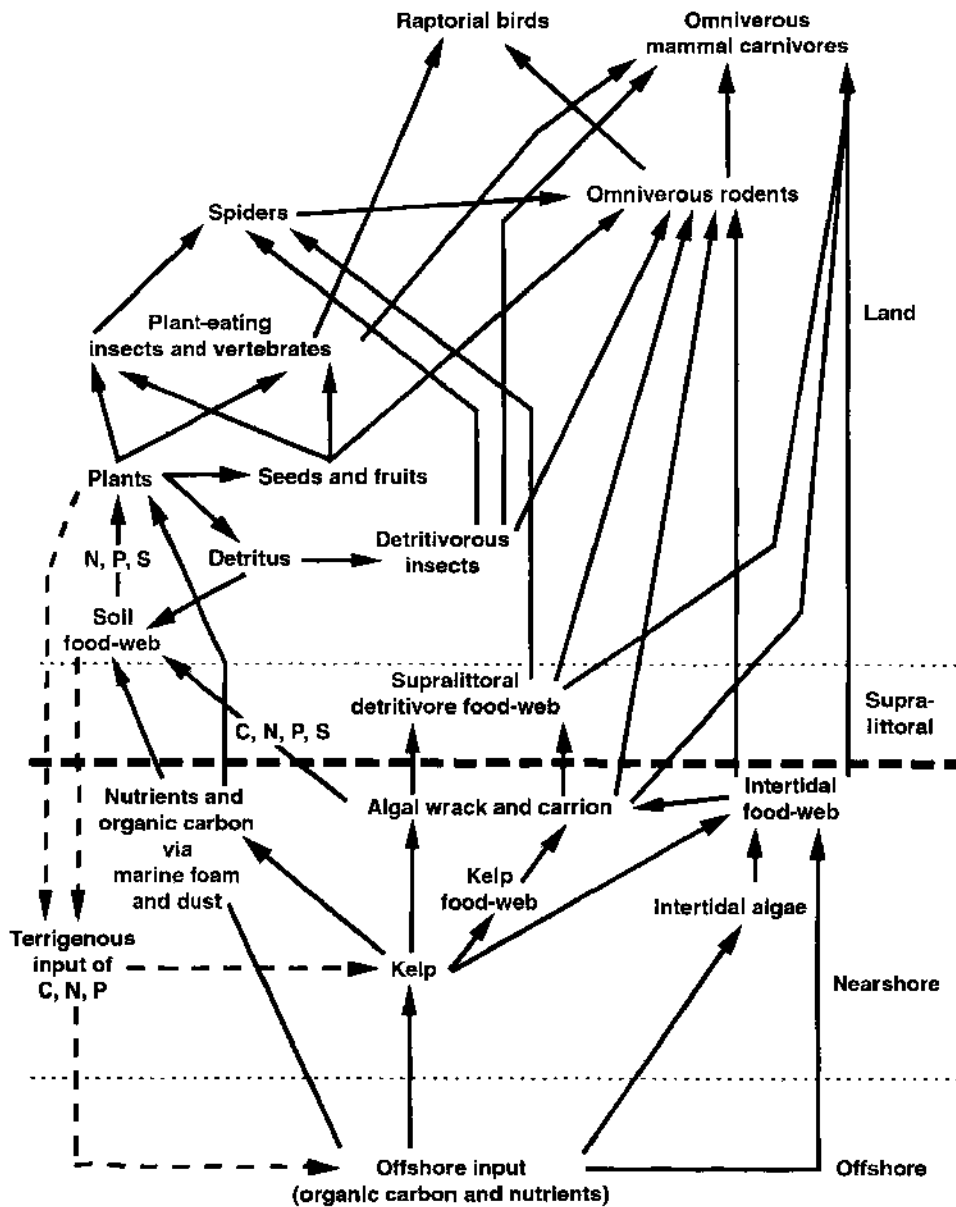 Raptorial birds
Omniverous
mammal carnivores
Omniverous rodents
Spiders
Plant-eating
insects and vertebrates
Land
Plants
Seeds and fruits
N, P, S
Detritus
Detritivorous
insects
Soil
food-web
Supralittoral
detritivore food-web
Supra-
littoral
C, N, P, S
Nutrients and
organic carbon
via
marine foam
and dust
Algal wrack and carrion
Intertidal
food-web
Kelp
food-web
Intertidal algae
Terrigenous
input of
C, N, P
Kelp
Nearshore
Offshore input
(organic carbon and nutrients)
Offshore